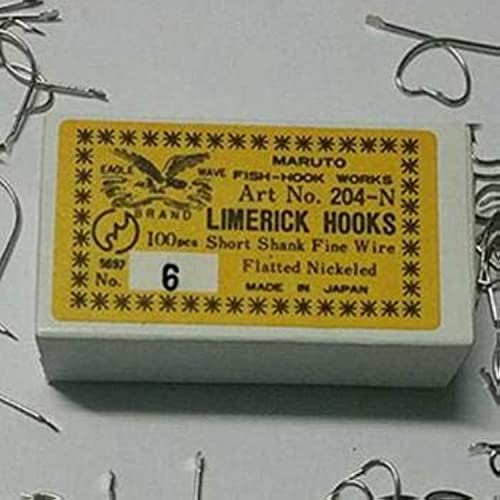 MARUTO
EAGLE WAVE FISH-HOOK WORKS
Art No. 204-N
BRAND LIMERICK HOOKS
100pcs Short Shank Fine Wire
5697 Flatted Nickeled
No. 6 MADE IN JAPAN